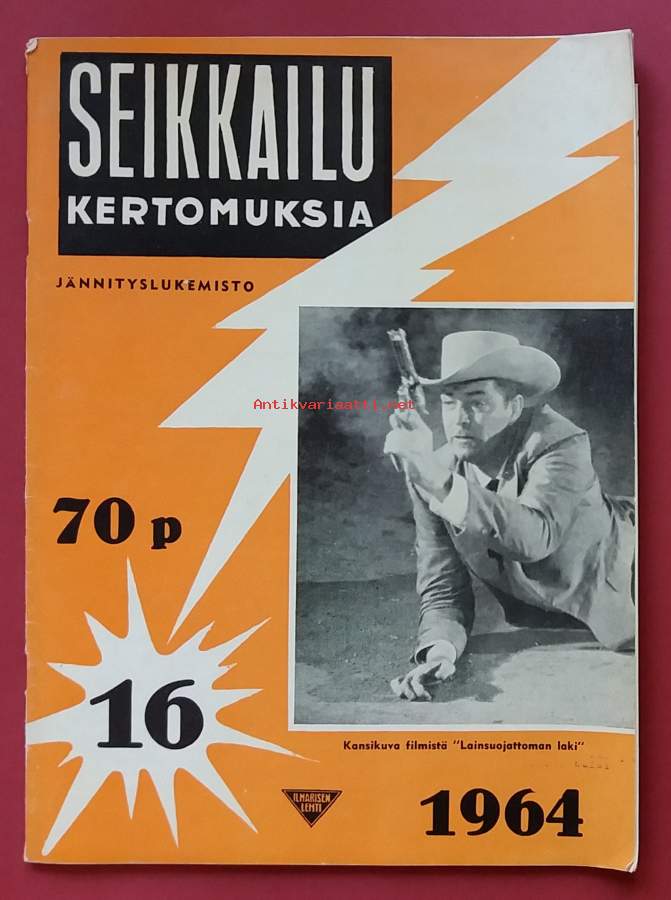 SEIKKAILU
KERTOMUKSIA
JÄNNITYSLUKEMISTO
Antikvariaatti.net
70 p
16
Kansikuva filmistä "Lainsuojattoman laki"
ILMARISEN
LEHTI
1964